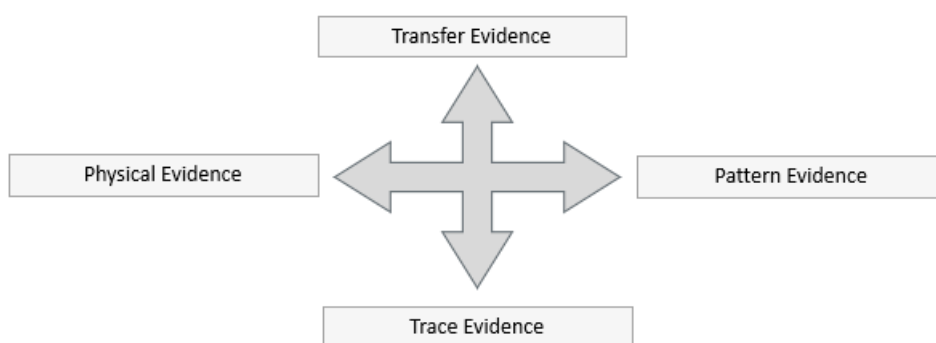 Transfer Evidence
Physical Evidence
Pattern Evidence
Trace Evidence